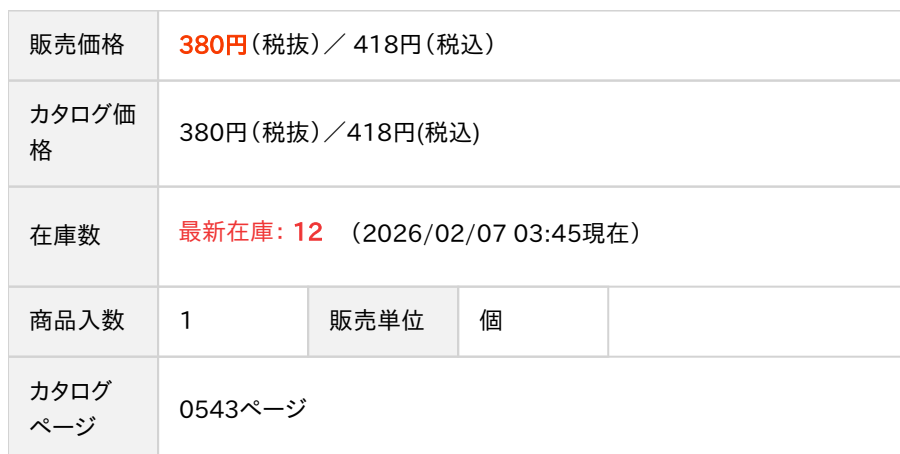 販売価格
380円（税抜）／ 418円（税込）
カタログ価
格
380円（税抜）／418円(税込)
在庫数
最新在庫： 12 （2026/02/07 03:45現在）
商品入数
1
販売単位
個
カタログ
ページ
0543ページ